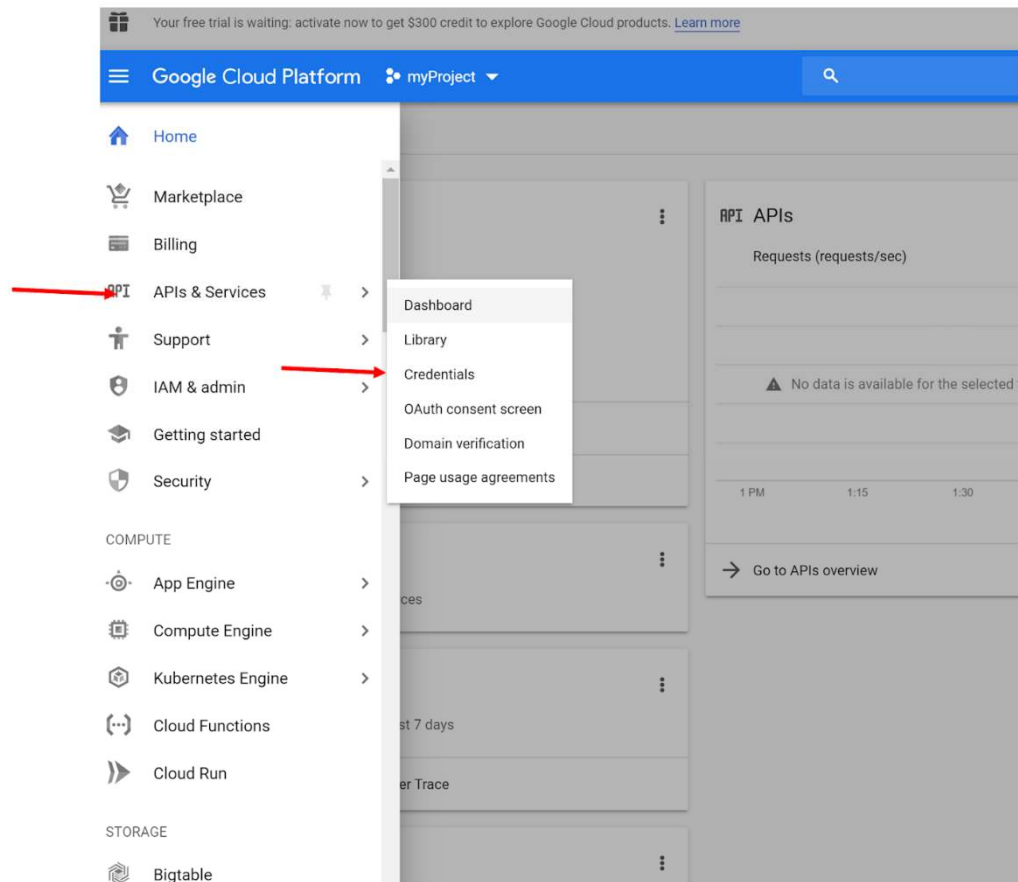 Your free trial is waiting: activate now to get $300 credit to explore Google Cloud products. Learn more
Google Cloud Platform myProject
Home
Marketplace
Billing
API APIs & Services
Support
IAM & admin
Getting started
Security
COMPUTE
App Engine
Compute Engine
Kubernetes Engine
Cloud Functions
Cloud Run
STORAGE
Bigtable
Dashboard
Library
Credentials
OAuth consent screen
Domain verification
Page usage agreements
ces
st 7 days
er Trace
API APIs
Requests (requests/sec)
No data is available for the selected
1 PM 1:15 1:30
Go to APIs overview